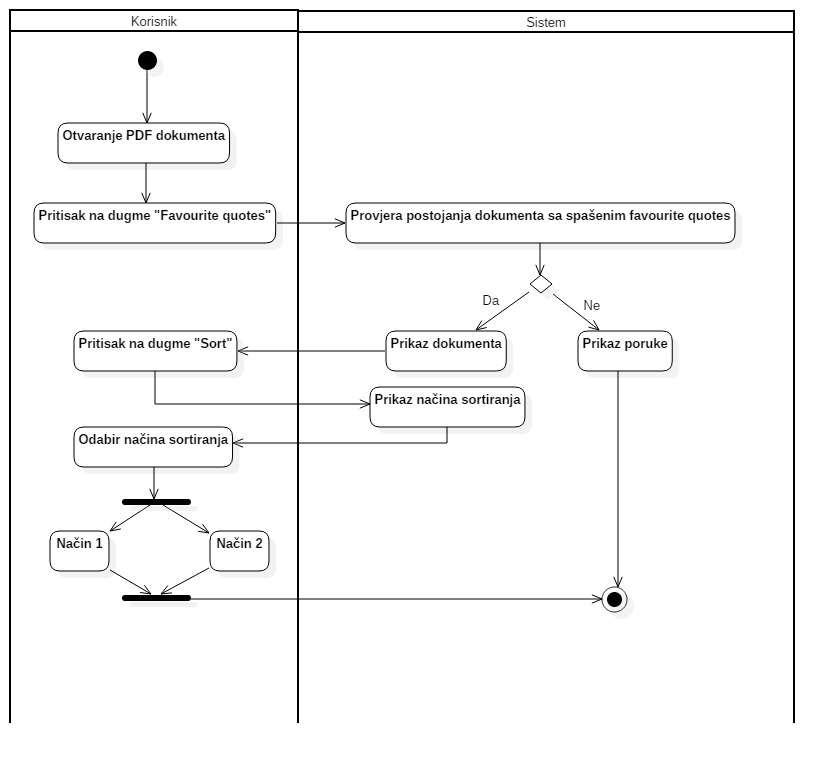 Korisnik
Sistem
Otvaranje PDF dokumenta
Pritisak na dugme "Favourite quotes"
Provjera postojanja dokumenta sa spašenim favourite quotes
Da
Ne
Pritisak na dugme "Sort"
Prikaz dokumenta
Prikaz poruke
Prikaz načina sortiranja
Odabir načina sortiranja
Način 1
Način 2